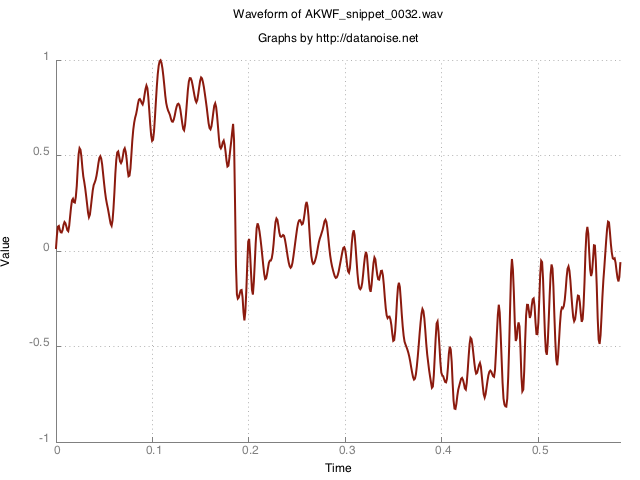 Waveform of AKWF_snippet_0032.wav
Graphs by http://datanoise.net
1
0.5
0
-0.5
-1
Value
0 0.1 0.2 0.3 0.4 0.5
Time